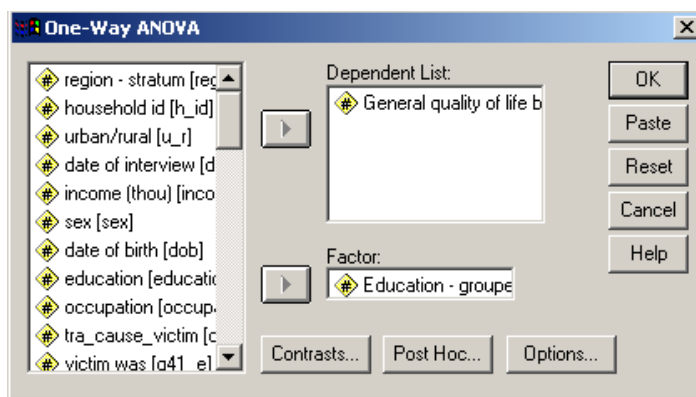 One-Way ANOVA
region - stratum [reg
household id [h_id]
urban/rural [u_r]
date of interview [d
income (thou) [inco
sex [sex]
date of birth [dob]
education [educatic
occupation [occupa
tra_cause_victim [c
victim was [q41_e]
Dependent List:
General quality of life b
Factor:
Education - groupe
OK
Paste
Reset
Cancel
Help
Contrasts...
Post Hoc...
Options...